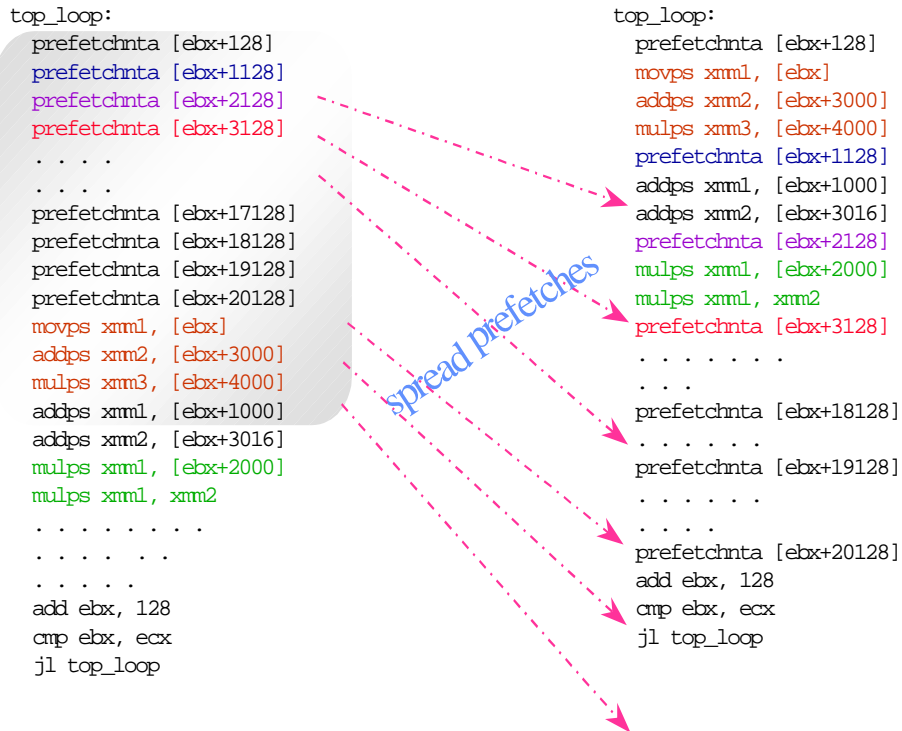 top_loop:
prefetchnta [ebx+128]
prefetchnta [ebx+1128]
prefetchnta [ebx+2128]
prefetchnta [ebx+3128]
. . . .
. . . .
prefetchnta [ebx+17128]
prefetchnta [ebx+18128]
prefetchnta [ebx+19128]
prefetchnta [ebx+20128]
movps xmm1, [ebx]
addps xmm2, [ebx+3000]
mulps xmm3, [ebx+4000]
addps xmm1, [ebx+1000]
addps xmm2, [ebx+3016]
mulps xmm1, [ebx+2000]
mulps xmm1, xmm2
. . . . . . . .
. . . . . .
. . . . .
add ebx, 128
cmp ebx, ecx
jl top_loop
spread prefetches
top_loop:
prefetchnta [ebx+128]
movps xmm1, [ebx]
addps xmm2, [ebx+3000]
mulps xmm3, [ebx+4000]
prefetchnta [ebx+1128]
addps xmm1, [ebx+1000]
addps xmm2, [ebx+3016]
prefetchnta [ebx+2128]
mulps xmm1, [ebx+2000]
mulps xmm1, xmm2
prefetchnta [ebx+3128]
. . . . . . .
. . .
prefetchnta [ebx+18128]
. . . . . .
prefetchnta [ebx+19128]
. . . . . .
. . . .
prefetchnta [ebx+20128]
add ebx, 128
cmp ebx, ecx
jl top_loop